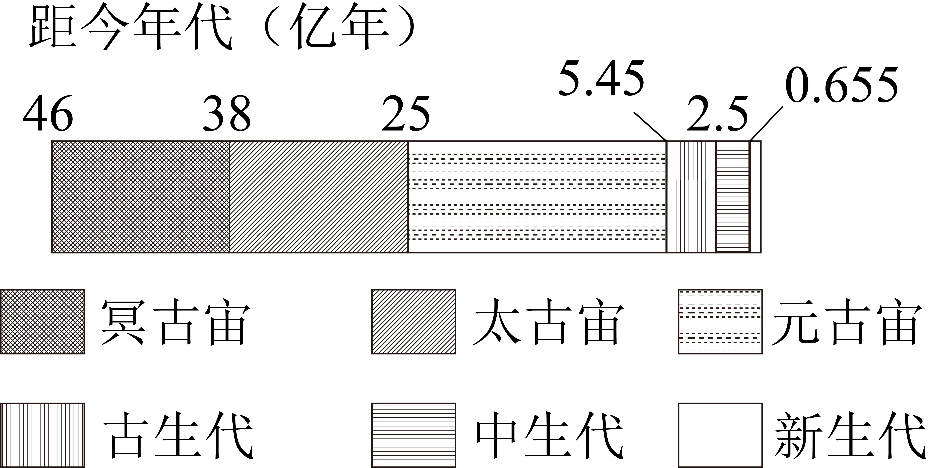 距今年代（亿年）
5.45 0.655
46 38 25 2.5
冥古宙 太古宙 元古宙
古生代 中生代 新生代